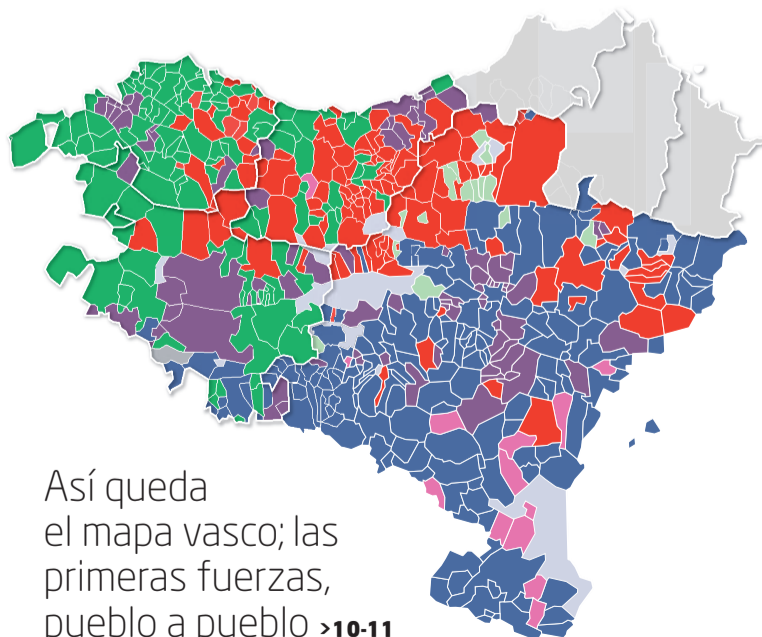 Así queda
el mapa vasco; las
primeras fuerzas,
pueblo a pueblo >10-11